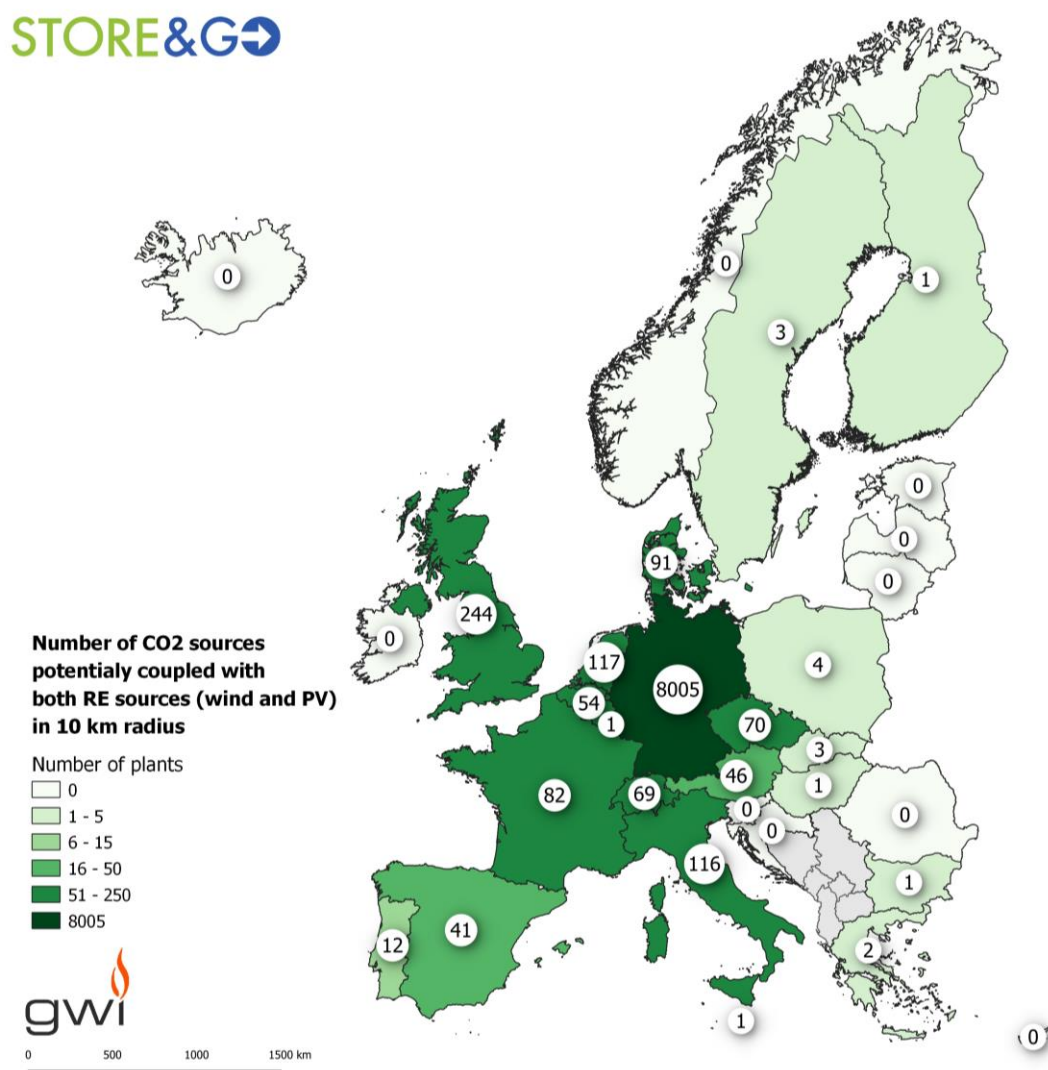 STORE&GO
0
0
1
3
0
0
0
91
244
0
117
8005
4
54
1
70
3
46
1
82
69
0
0
0
116
1
41
12
2
1
0
Number of CO2 sources
potentialy coupled with
both RE sources (wind and PV)
in 10 km radius
Number of plants
0
1 - 5
6 - 15
16 - 50
51 - 250
8005
gwi
0 500 1000 1500 km